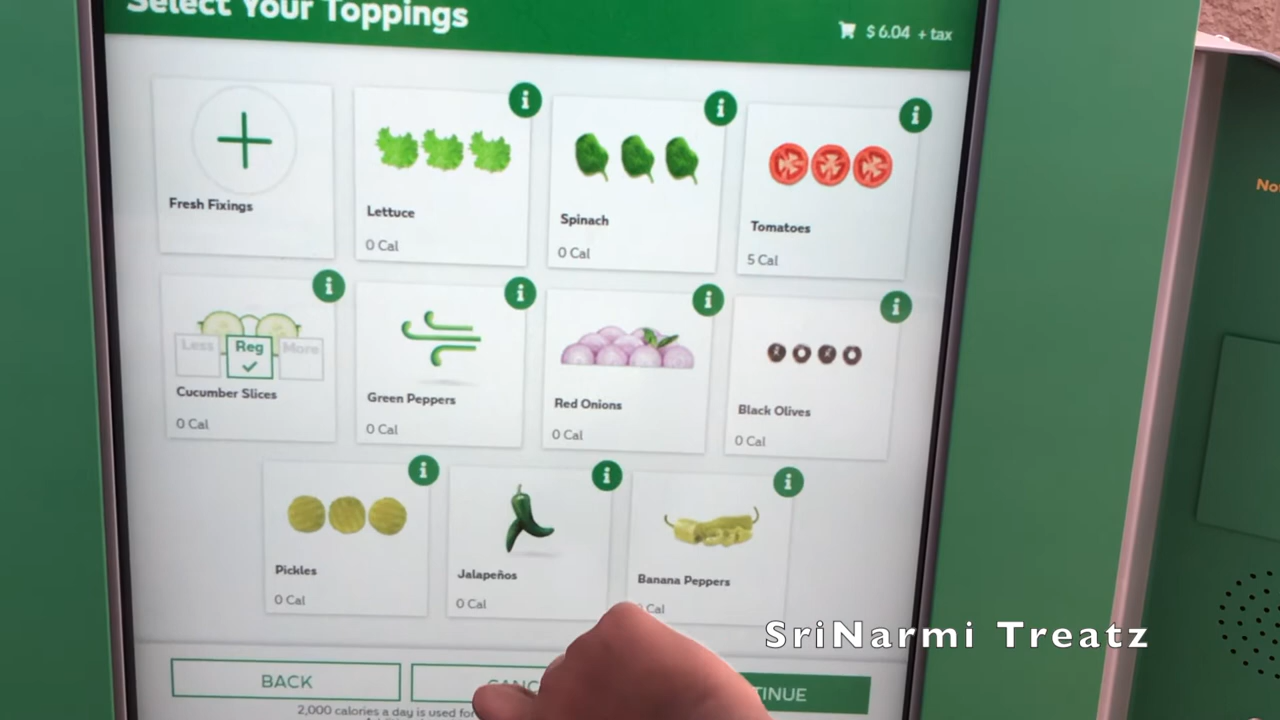 Select Your Toppings
$ 6.04 + tax
Fresh Fixings
Lettuce
0 Cal
Spinach
0 Cal
Tomatoes
5 Cal
Less
Reg
More
Cucumber Slices
0 Cal
Green Peppers
0 Cal
Red Onions
0 Cal
Black Olives
0 Cal
Pickles
0 Cal
Jalapeños
0 Cal
Banana Peppers
Cal
SriNarmi Treatz
BACK
2,000 calories a day is used for